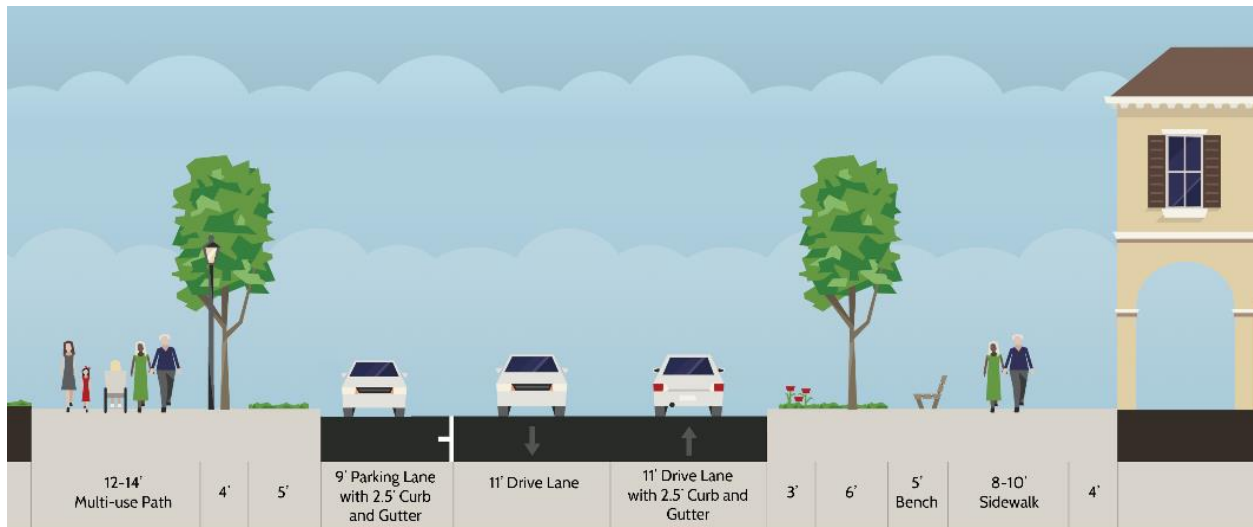 12-14'
Multi-use Path
4'
5'
9' Parking Lane
with 2.5' Curb
and Gutter
11' Drive Lane
11' Drive Lane
with 2.5' Curb and
Gutter
3'
6'
5'
Bench
8-10'
Sidewalk
4'